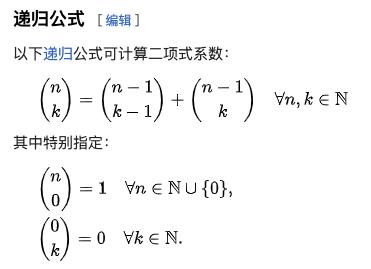 递归公式 [编辑]
以下递归公式可计算二项式系数：
$\binom{n}{k} = \binom{n-1}{k-1} + \binom{n-1}{k} \quad \forall n, k \in \mathbb{N}$
其中特别指定：
$\binom{n}{0} = 1 \quad \forall n \in \mathbb{N} \cup \{0\},$
$\binom{0}{k} = 0 \quad \forall k \in \mathbb{N}.$